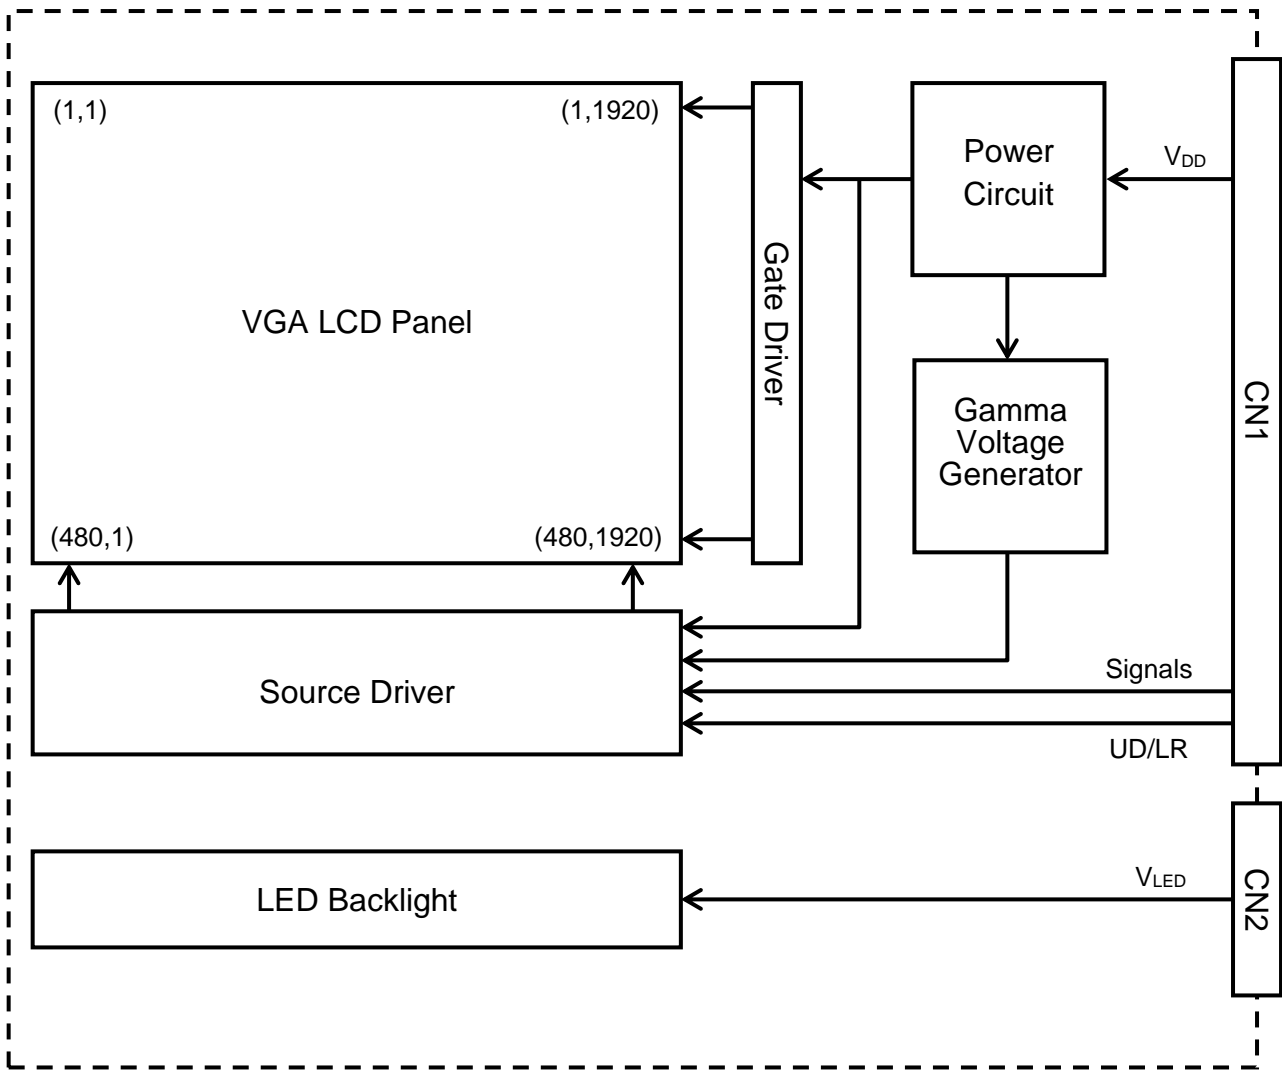 (1,1)
(1,1920)
VGA LCD Panel
(480,1)
(480,1920)
Gate Driver
Power
Circuit
VDD
Gamma
Voltage
Generator
CN1
Source Driver
Signals
UD/LR
LED Backlight
VLED
CN2